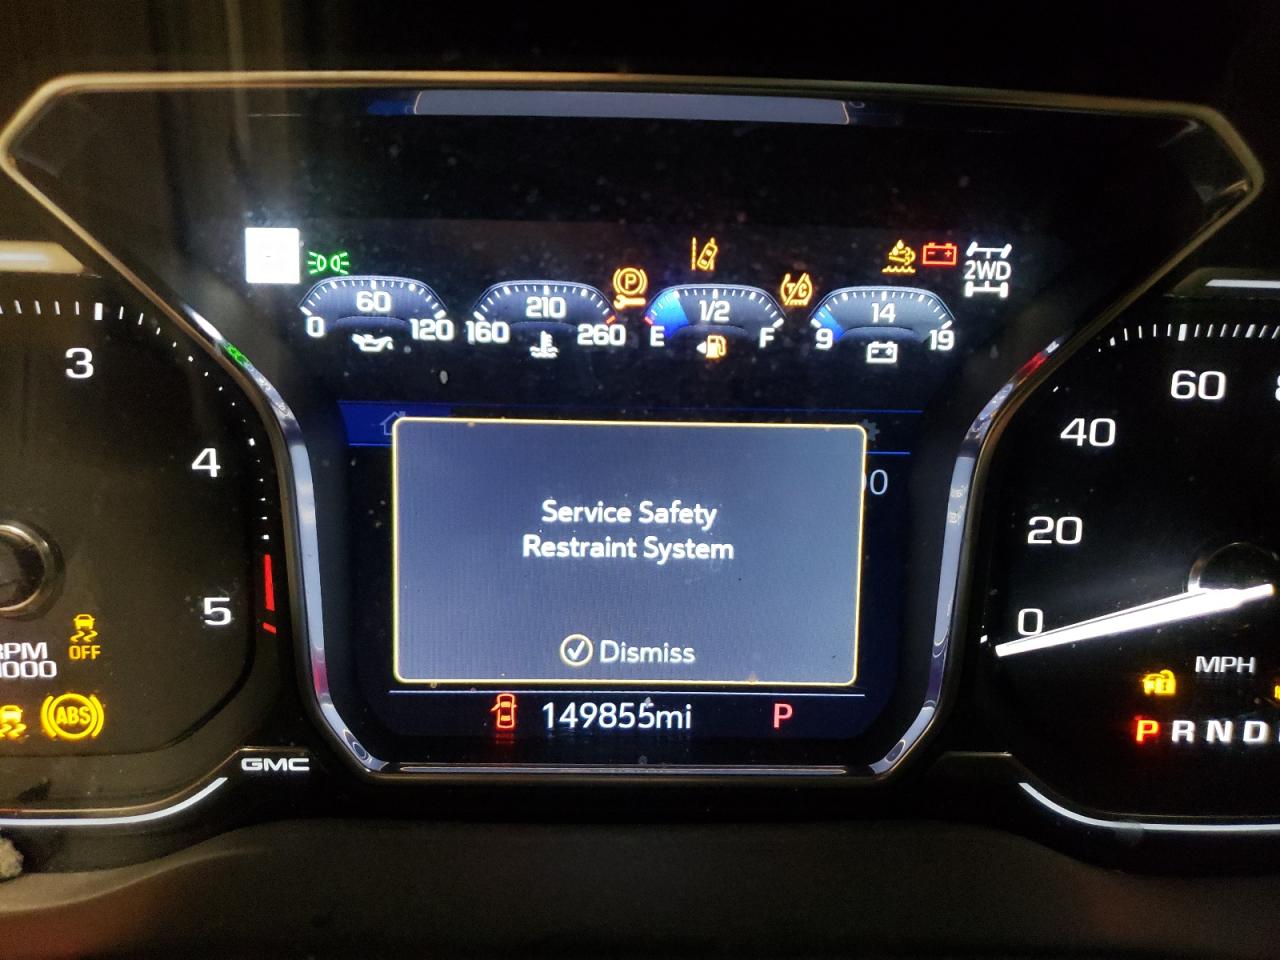 P
T/C
2WD
60
0 120
210
160 260
1/2
E F
14
9 19
3
4
5
RPM
OFF
ABS
60
40
20
0
MPH
Service Safety
Restraint System
Dismiss
149855mi P
P R N D
GMC